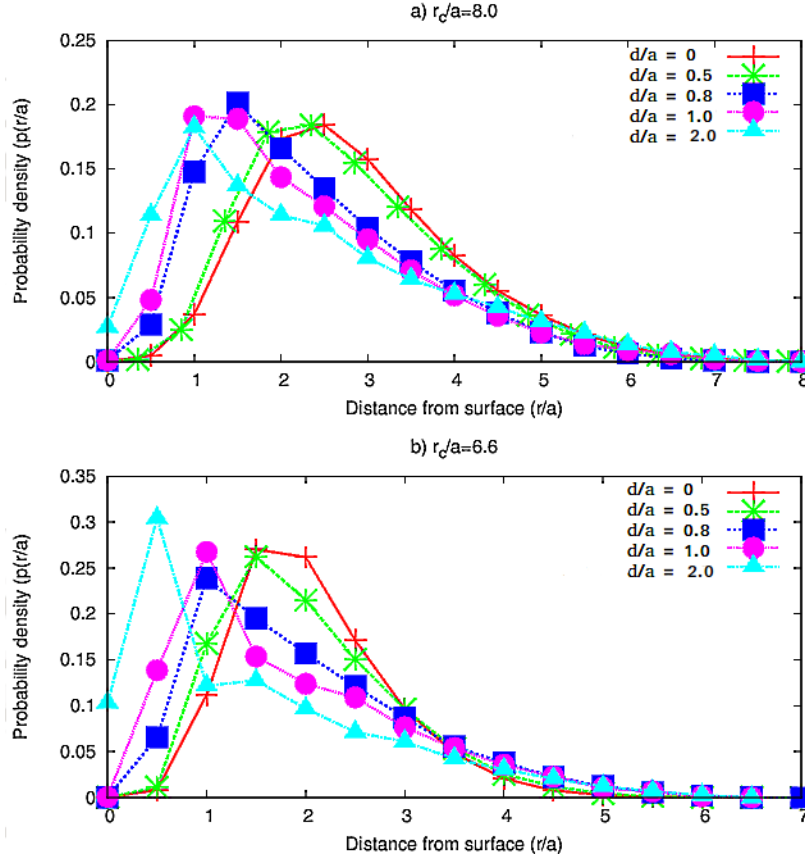 a) r_c/a=8.0
0.25
0.2
0.15
0.1
0.05
0
Probability density (p(r/a)
d/a = 0
d/a = 0.5
d/a = 0.8
d/a = 1.0
d/a = 2.0
0 1 2 3 4 5 6 7 8
Distance from surface (r/a)
b) r_c/a=6.6
0.35
0.3
0.25
0.2
0.15
0.1
0.05
0
Probability density (p(r/a)
d/a = 0
d/a = 0.5
d/a = 0.8
d/a = 1.0
d/a = 2.0
0 1 2 3 4 5 6 7
Distance from surface (r/a)